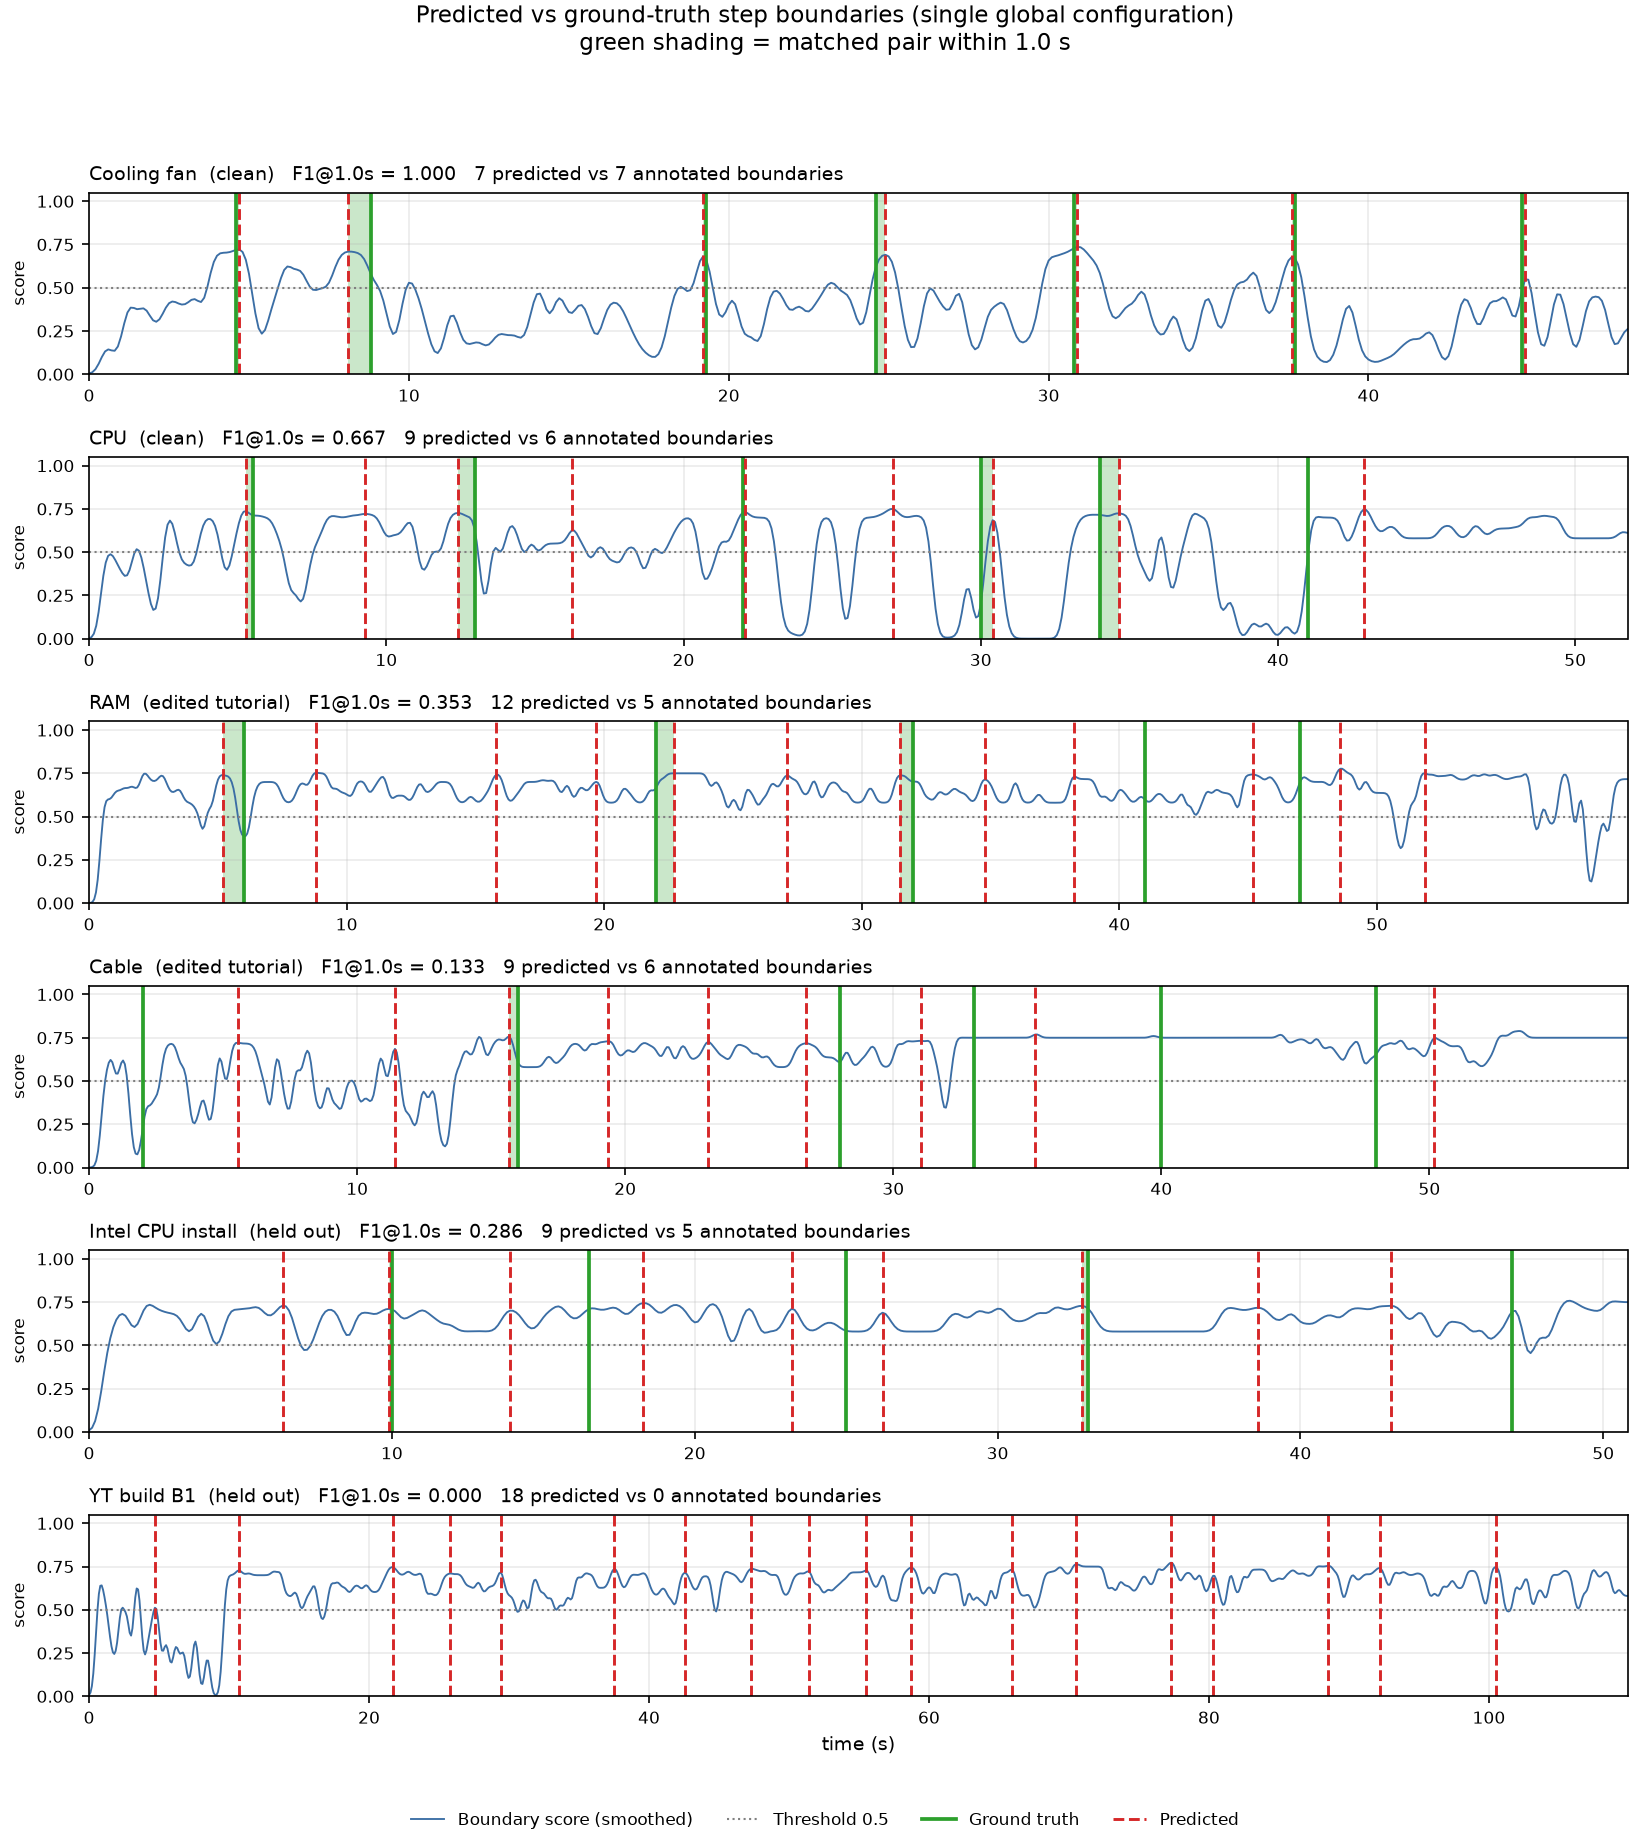 Predicted vs ground-truth step boundaries (single global configuration)
green shading = matched pair within 1.0 s
Cooling fan  (clean)   F1@1.0s = 1.000   7 predicted vs 7 annotated boundaries
1.00
0.75
0.50
0.25
0.00
score
0 10 20 30 40
CPU  (clean)   F1@1.0s = 0.667   9 predicted vs 6 annotated boundaries
1.00
0.75
0.50
0.25
0.00
score
0 10 20 30 40 50
RAM  (edited tutorial)   F1@1.0s = 0.353   12 predicted vs 5 annotated boundaries
1.00
0.75
0.50
0.25
0.00
score
0 10 20 30 40 50
Cable  (edited tutorial)   F1@1.0s = 0.133   9 predicted vs 6 annotated boundaries
1.00
0.75
0.50
0.25
0.00
score
0 10 20 30 40 50
Intel CPU install  (held out)   F1@1.0s = 0.286   9 predicted vs 5 annotated boundaries
1.00
0.75
0.50
0.25
0.00
score
0 10 20 30 40 50
YT build B1  (held out)   F1@1.0s = 0.000   18 predicted vs 0 annotated boundaries
1.00
0.75
0.50
0.25
0.00
score
0 20 40 60 80 100
time (s)
Boundary score (smoothed) Threshold 0.5 Ground truth Predicted